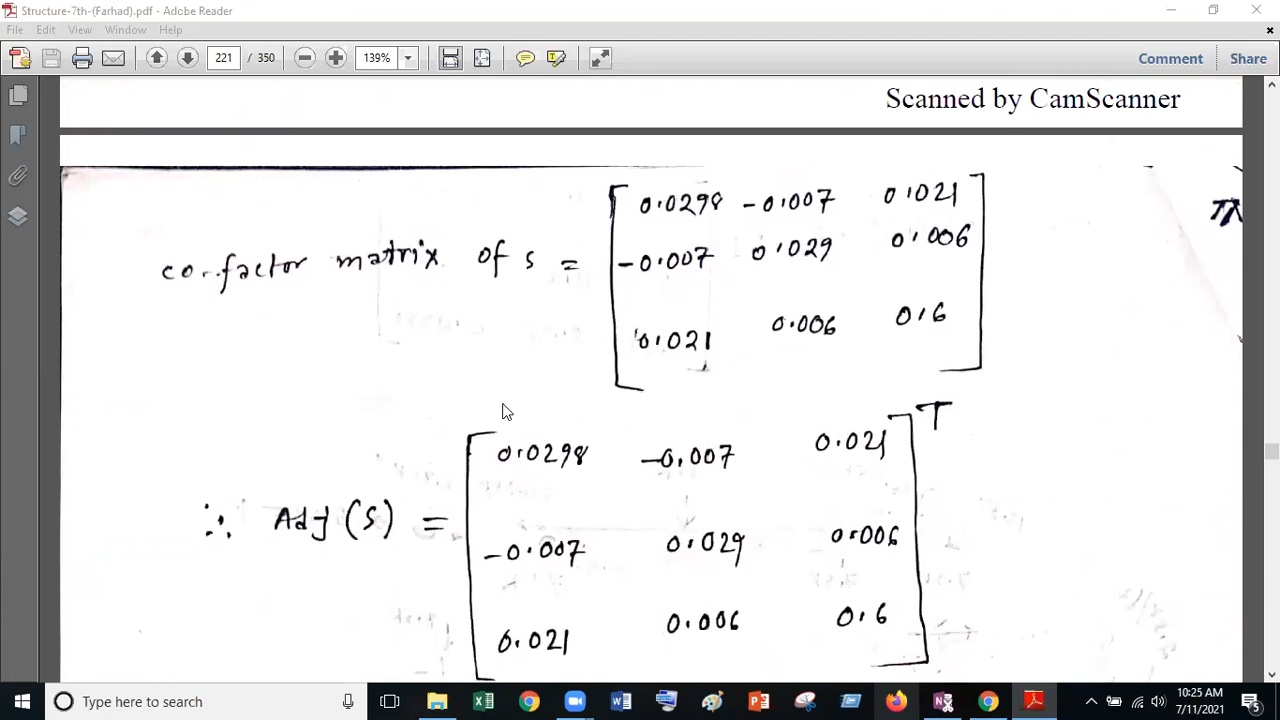 Structure-7th-(Farhad).pdf - Adobe Reader
File Edit View Window Help
221 / 350 139% Comment Share
Scanned by CamScanner
0.0298 -0.007 0.021
co-factor matrix of s = -0.007 0.029 0.006
0.021 0.006 0.6
T
0.0298 -0.007 0.021
∴ Adj (S) = -0.007 0.029 0.006
0.021 0.006 0.6
Type here to search
10:25 AM
7/11/2021
5